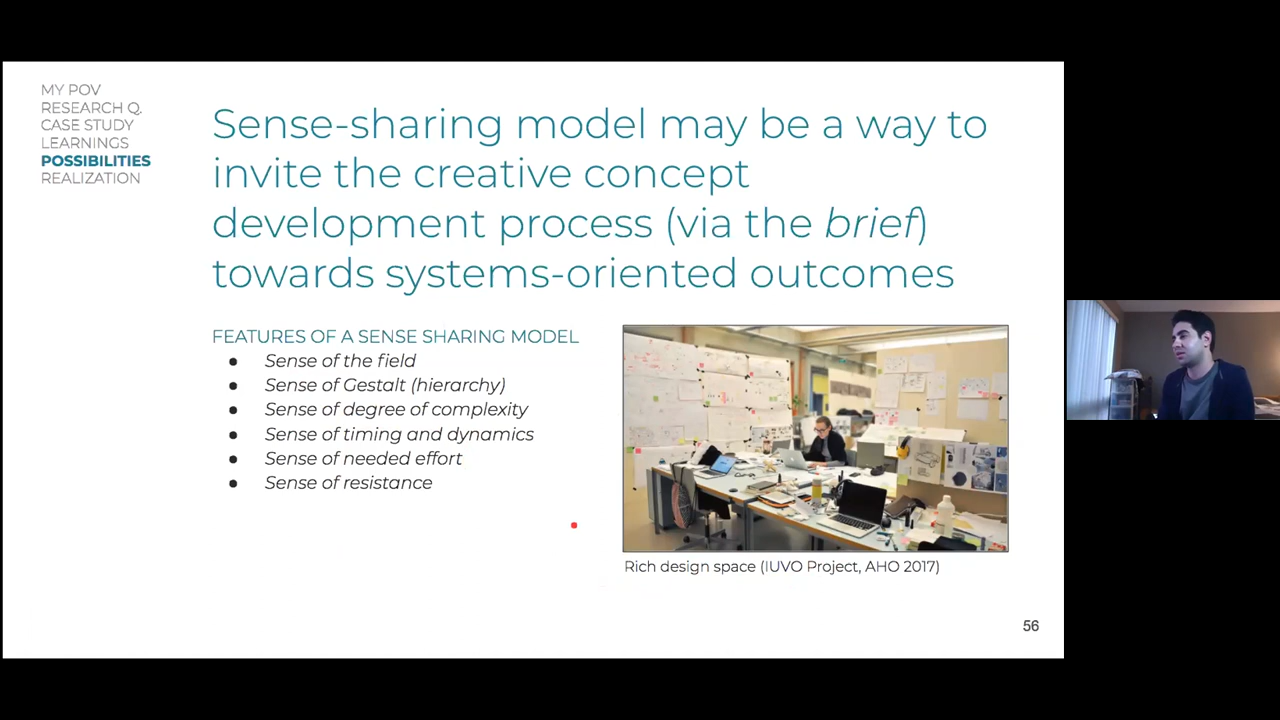 MY POV
RESEARCH Q.
CASE STUDY
LEARNINGS
POSSIBILITIES
REALIZATION
Sense-sharing model may be a way to
invite the creative concept
development process (via the brief)
towards systems-oriented outcomes
FEATURES OF A SENSE SHARING MODEL
● Sense of the field
● Sense of Gestalt (hierarchy)
● Sense of degree of complexity
● Sense of timing and dynamics
● Sense of needed effort
● Sense of resistance
Rich design space (IUVO Project, AHO 2017)
56